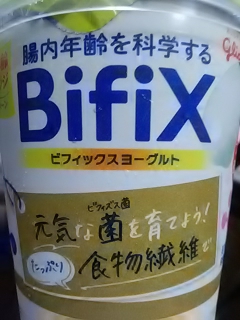 腸内年齢を科学する
Glic
BifiX
ビフィックスヨーグルト
ビフィズス菌
元気な菌を育てよう!
たっぷり食物繊維で